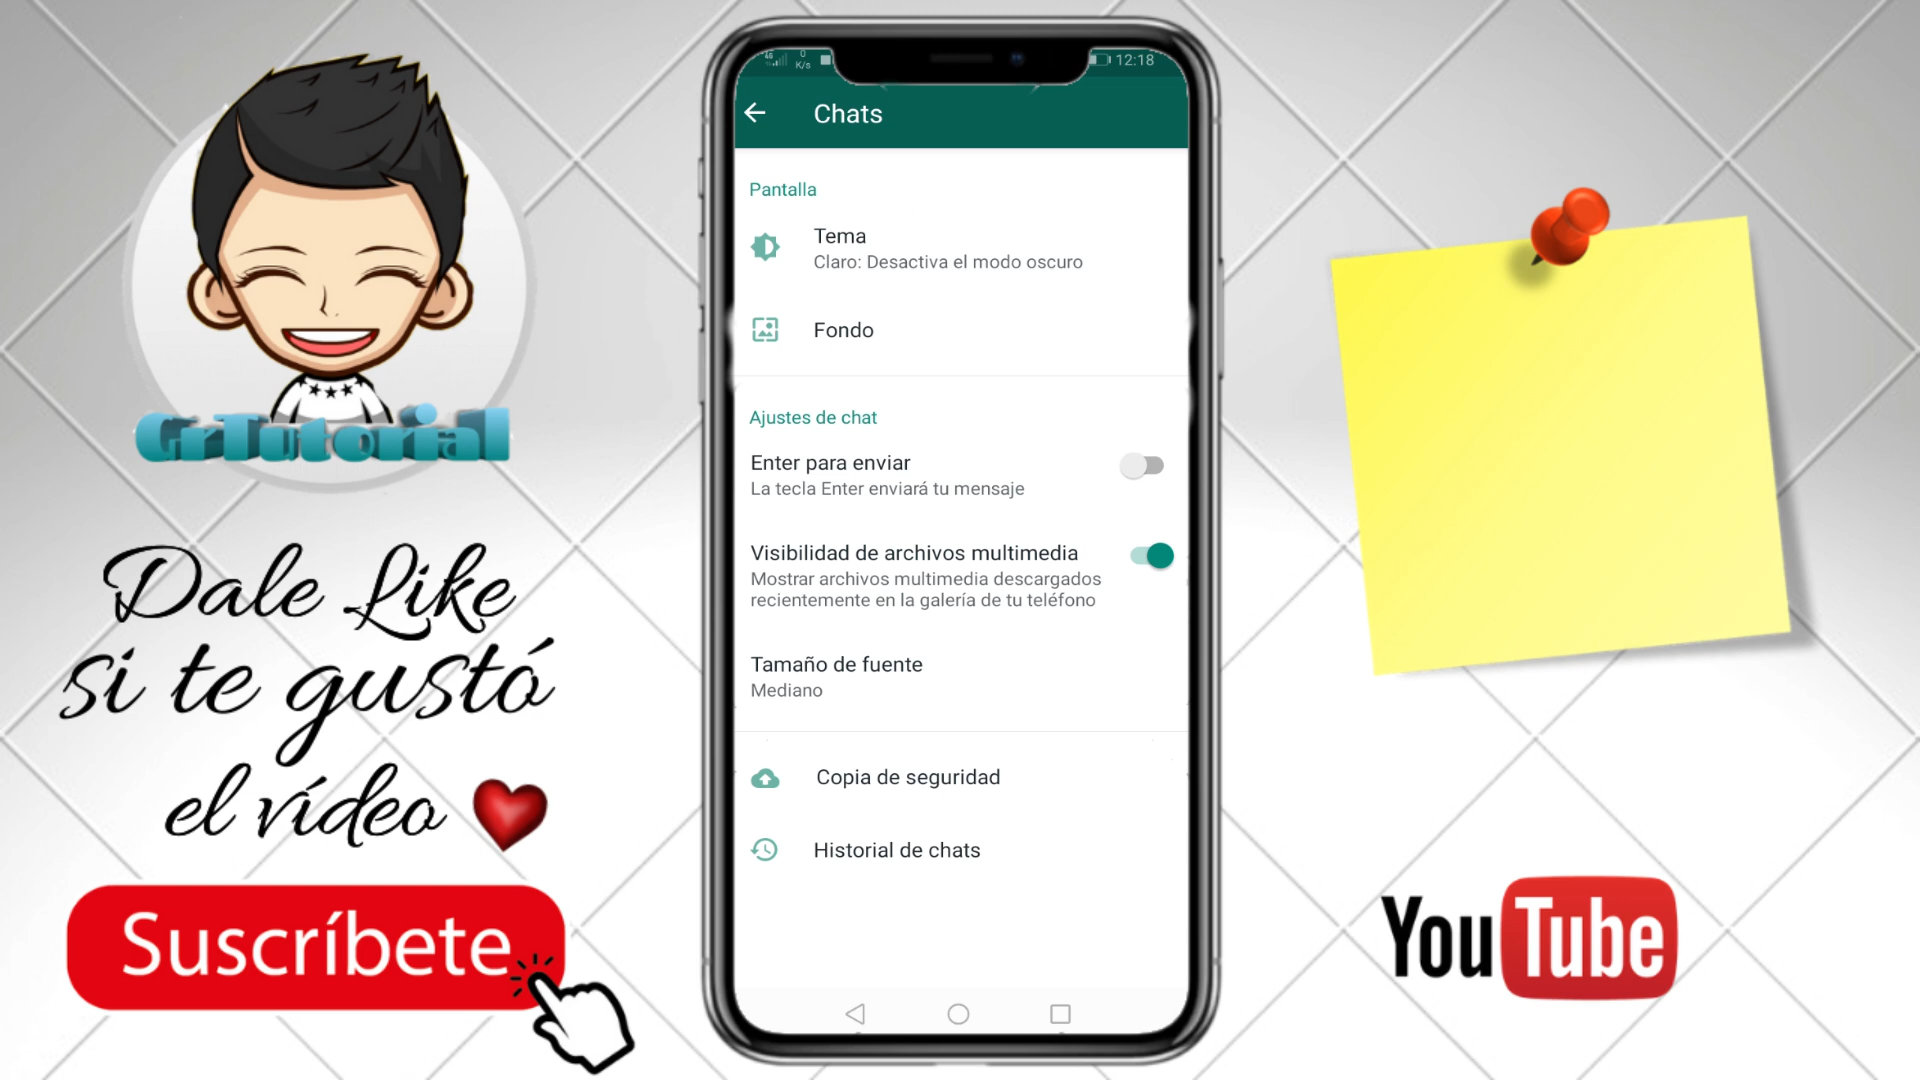 CrTutorial
Dale Like
si te gustó
el vídeo
Suscríbete
4G
0
K/s
12:18
Chats
Pantalla
Tema
Claro: Desactiva el modo oscuro
Fondo
Ajustes de chat
Enter para enviar
La tecla Enter enviará tu mensaje
Visibilidad de archivos multimedia
Mostrar archivos multimedia descargados
recientemente en la galería de tu teléfono
Tamaño de fuente
Mediano
Copia de seguridad
Historial de chats
YouTube